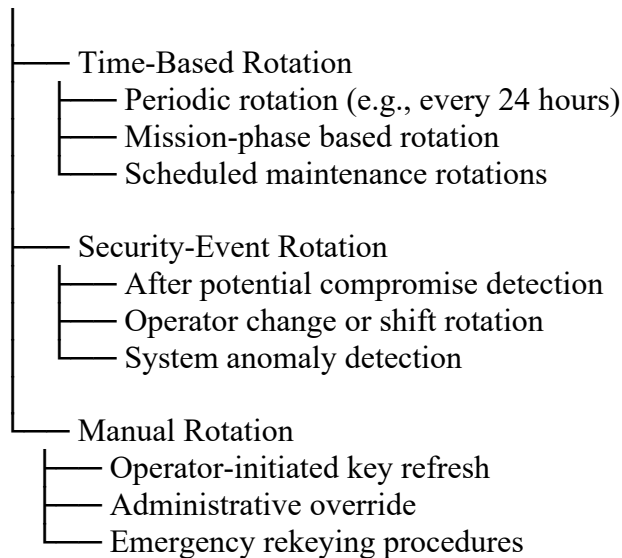 Time-Based Rotation
Periodic rotation (e.g., every 24 hours)
Mission-phase based rotation
Scheduled maintenance rotations
Security-Event Rotation
After potential compromise detection
Operator change or shift rotation
System anomaly detection
Manual Rotation
Operator-initiated key refresh
Administrative override
Emergency rekeying procedures